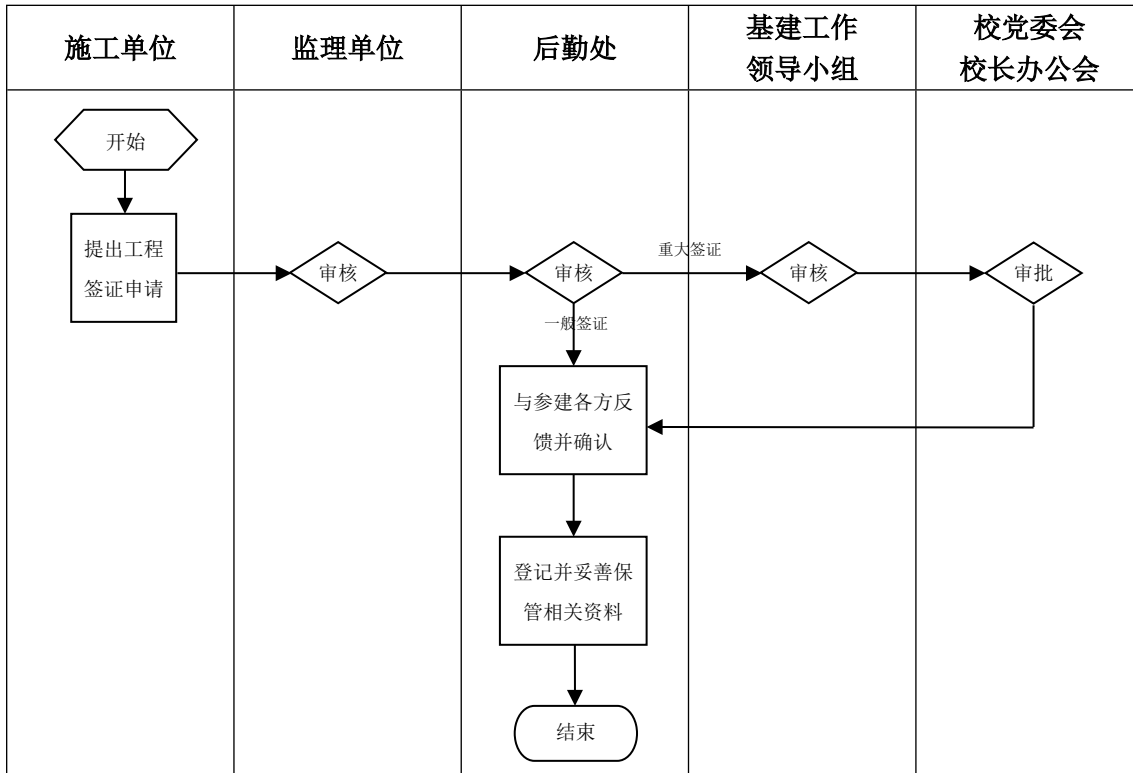 施工单位
监理单位
后勤处
基建工作
领导小组
校党委会
校长办公会
开始
提出工程
签证申请
审核
审核
重大签证
审核
审批
一般签证
与参建各方反
馈并确认
登记并妥善保
管相关资料
结束